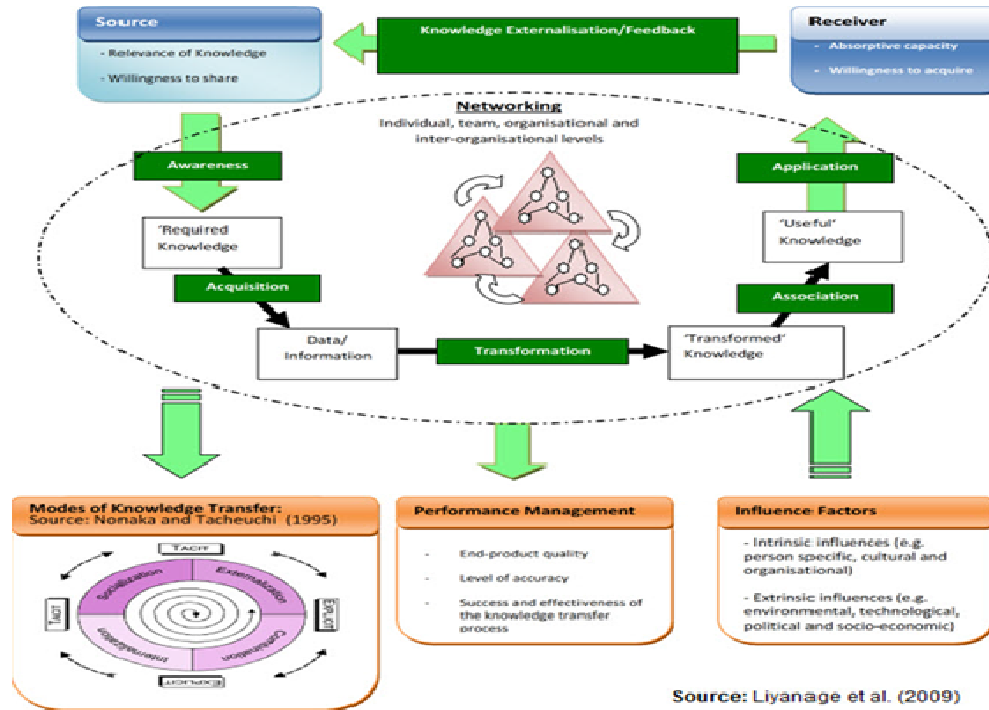 Source
- Relevance of Knowledge
- Willingness to share
Knowledge Externalisation/Feedback
Receiver
- Absorptive capacity
- Willingness to acquire
Networking
Individual, team, organisational and
inter-organisational levels
Awareness
Application
'Required
Knowledge
'Useful'
Knowledge
Acquisition
Association
Data/
Information
Transformation
'Transformed'
Knowledge
Modes of Knowledge Transfer:
Source: Nonaka and Tacheuchi (1995)
TACIT
Socialization
Externalization
TACIT
EXPLICIT
Internalization
Combination
EXPLICIT
Performance Management
- End-product quality
- Level of accuracy
- Success and effectiveness of
the knowledge transfer
process
Influence Factors
- Intrinsic influences (e.g.
person specific, cultural and
organisational)
- Extrinsic influences (e.g.
environmental, technological,
political and socio-economic)
Source: Liyanage et al. (2009)